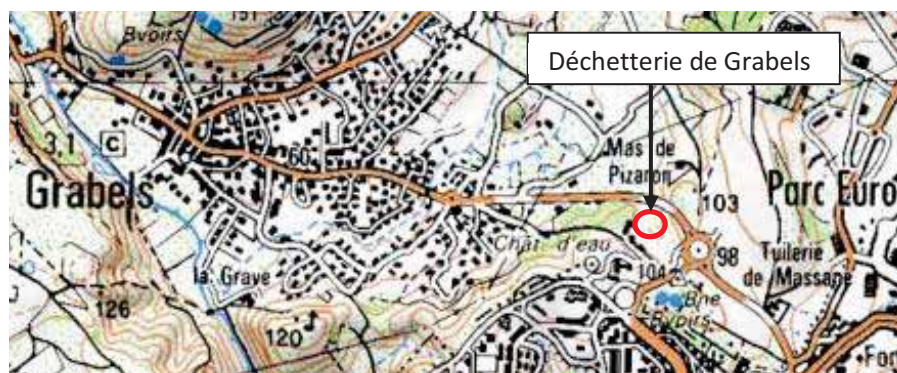 151
Bvoirs
Déchetterie de Grabels
3.1
C
60
Mas de
Pizaron
Grabels
103
Parc Euro
Chât d'eau
98
Tuilerie
de Massane
la Grave
104
Bne
Bvoirs
126
120
For